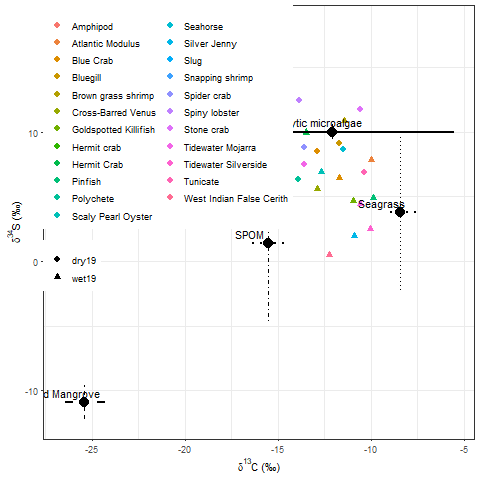 Amphipod
Atlantic Modulus
Blue Crab
Bluegill
Brown grass shrimp
Cross-Barred Venus
Goldspotted Killifish
Hermit crab
Hermit Crab
Pinfish
Polychete
Scaly Pearl Oyster
Seahorse
Silver Jenny
Slug
Snapping shrimp
Spider crab
Spiny lobster
Stone crab
Tidewater Mojarra
Tidewater Silverside
Tunicate
West Indian False Cerith
dry19
wet19
ytic microalgae
Seagrass
SPOM
d Mangrove
10
0
-10
-25
-20
-15
-10
-5
δ34S (‰)
δ13C (‰)